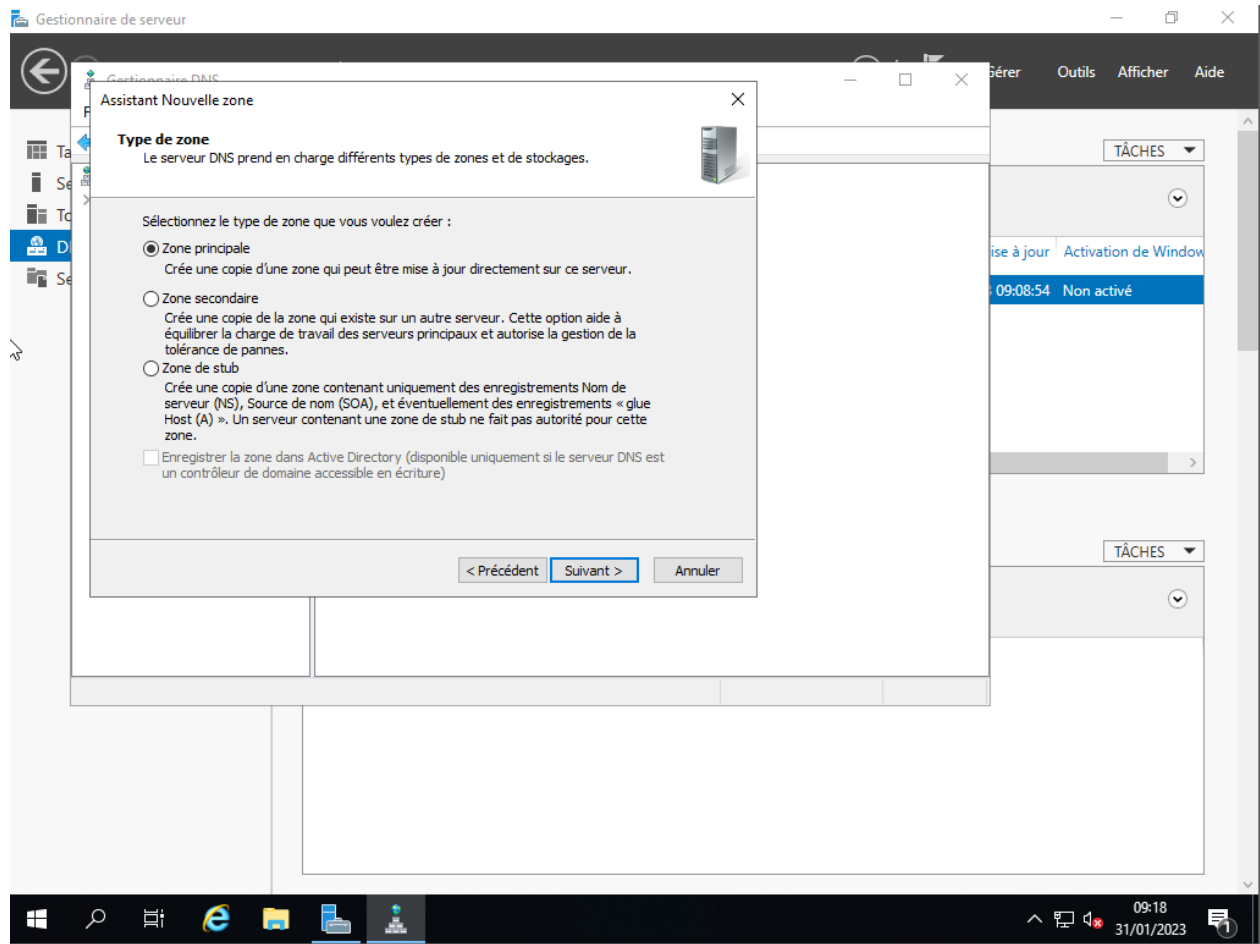 Gestionnaire de serveur
Gérer Outils Afficher Aide
Gestionnaire DNS
Assistant Nouvelle zone
Type de zone
Le serveur DNS prend en charge différents types de zones et de stockages.
TÂCHES
Sélectionnez le type de zone que vous voulez créer :
Zone principale
Crée une copie d'une zone qui peut être mise à jour directement sur ce serveur.
ise à jour Activation de Window
09:08:54 Non activé
Zone secondaire
Crée une copie de la zone qui existe sur un autre serveur. Cette option aide à
équilibrer la charge de travail des serveurs principaux et autorise la gestion de la
tolérance de pannes.
Zone de stub
Crée une copie d'une zone contenant uniquement des enregistrements Nom de
serveur (NS), Source de nom (SOA), et éventuellement des enregistrements « glue
Host (A) ». Un serveur contenant une zone de stub ne fait pas autorité pour cette
zone.
Enregistrer la zone dans Active Directory (disponible uniquement si le serveur DNS est
un contrôleur de domaine accessible en écriture)
< Précédent Suivant > Annuler
TÂCHES
09:18
31/01/2023
1